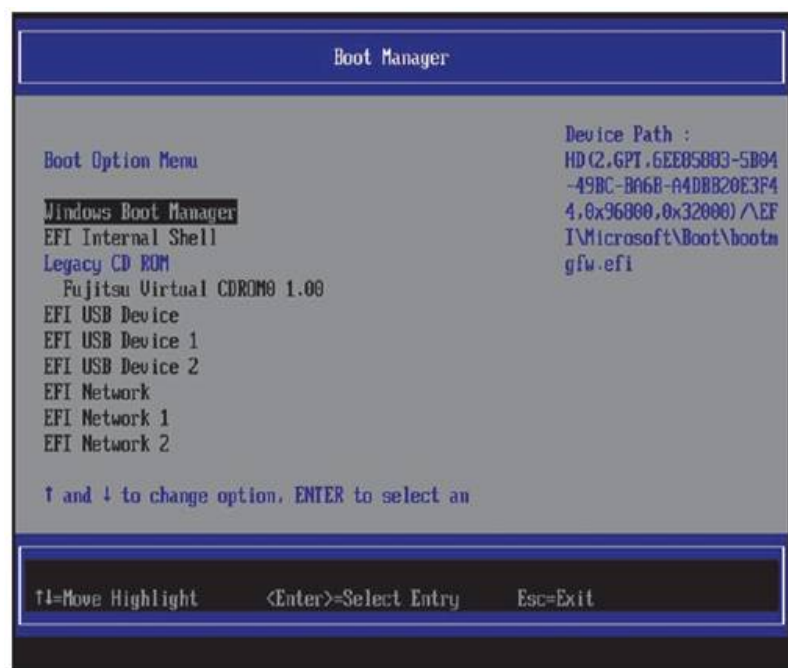 Boot Manager
Boot Option Menu
Windows Boot Manager
EFI Internal Shell
Legacy CD ROM
Fujitsu Virtual CDROM0 1.00
EFI USB Device
EFI USB Device 1
EFI USB Device 2
EFI Network
EFI Network 1
EFI Network 2
↑ and ↓ to change option, ENTER to select an
Device Path :
HD(2,GPT,6EE05883-5B04
-49BC-BA6B-A4DBB20E3F4
4,0x96800,0x32000)/\EF
I\Microsoft\Boot\bootm
gfw.efi
↑↓=Move Highlight <Enter>=Select Entry Esc=Exit